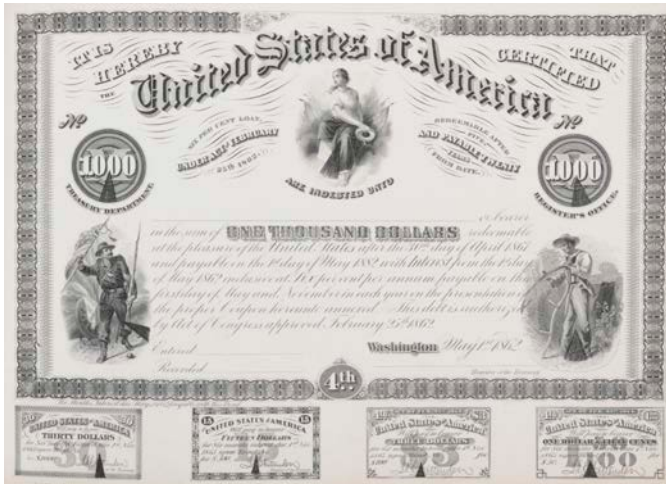 IT IS HEREBY CERTIFIED THAT
THE
United States of America
Nº
Nº
SIX PER CENT LOAN,
UNDER ACT FEBRUARY
25TH 1862.
REDEEMABLE AFTER
FIVE,
AND PAYABLE TWENTY
YEARS
FROM DATE.
1000
1000
TREASURY DEPARTMENT.
REGISTER'S OFFICE.
ARE INDEBTED UNTO
or bearer
in the sum of ONE THOUSAND DOLLARS redeemable
at the pleasure of the United States after the 30th day of April 1867
and payable on the 1st day of May 1882 with Interest from the 1st day
of May 1862 inclusive at Six per cent per annum payable on the
first day of May and November in each year on the presentation of
the proper Coupon hereunto annexed. This debt is authorized
by Act of Congress approved February 25th 1862.
Entered
Washington May 1st 1862
Recorded
4th
30 30
UNITED STATES OF AMERICA
THIRTY DOLLARS
15 15
UNITED STATES OF AMERICA
FIFTEEN DOLLARS
United States of America
THREE DOLLARS
United States of America
ONE DOLLAR & FIFTY CENTS